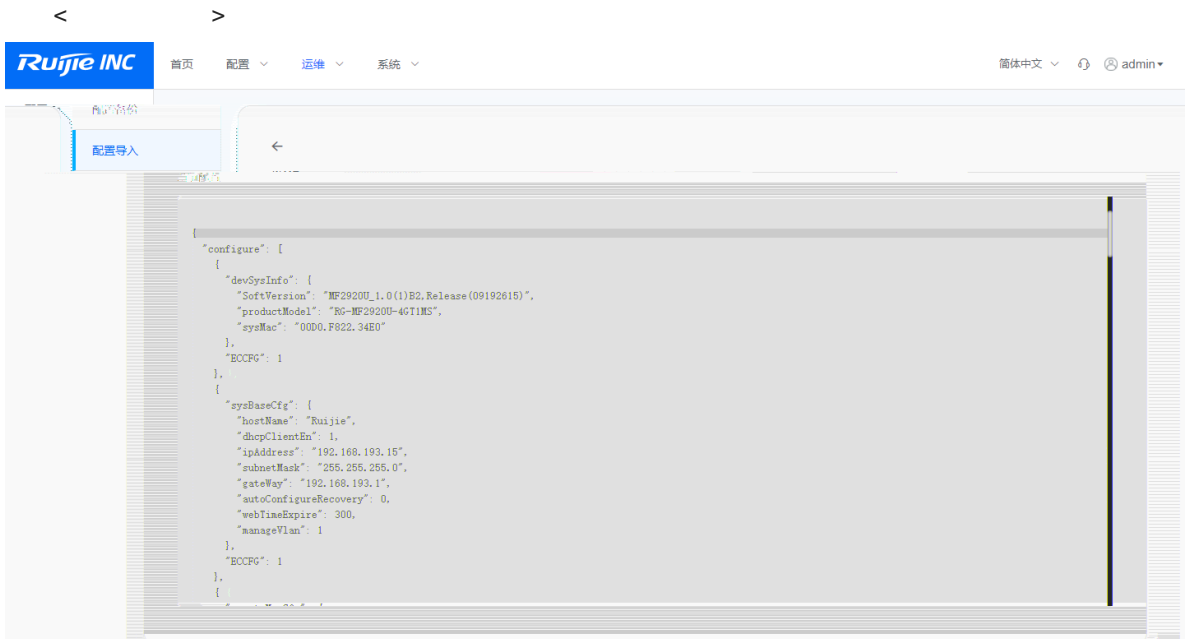 < >
Ruijie INC 首页 配置 运维 系统 简体中文 admin
配置导入
{
"configure": [
{
"devSysInfo": {
"SoftVersion": "MF2920U_1.0(1)B2,Release(09192615)",
"productModel": "RG-MF2920U-4GT1MS",
"sysMac": "00D0.F822.34E0"
},
"ECCFG": 1
},
{
"sysBaseCfg": {
"hostName": "Ruijie",
"dhcpClientEn": 1,
"ipAddress": "192.168.193.15",
"subnetMask": "255.255.255.0",
"gateWay": "192.168.193.1",
"autoConfigureRecovery": 0,
"webTimeExpire": 300,
"manageVlan": 1
},
"ECCFG": 1
},
{